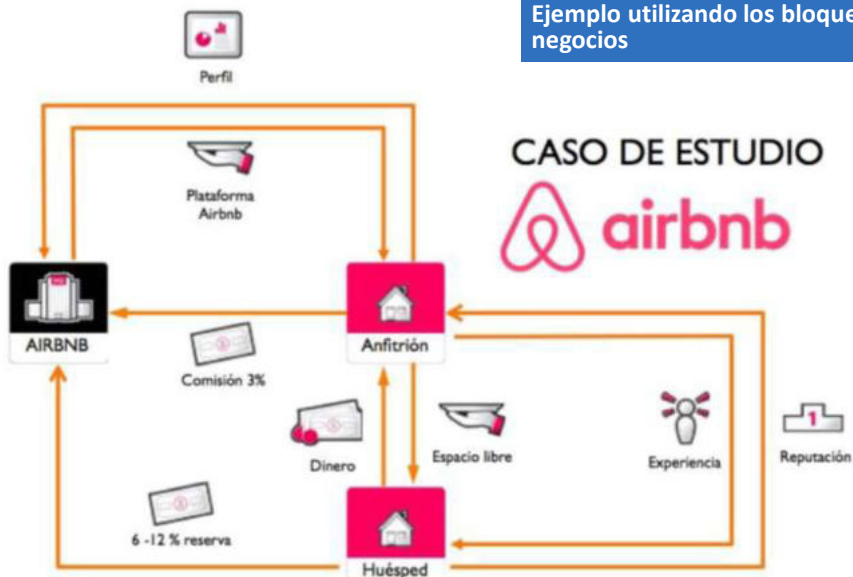 Ejemplo utilizando los bloque
negocios
Perfil
CASO DE ESTUDIO
airbnb
Plataforma
Airbnb
AIRBNB
Anfitrión
Comisión 3%
Dinero
Espacio libre
Experiencia
1
Reputación
6 -12 % reserva
Huésped